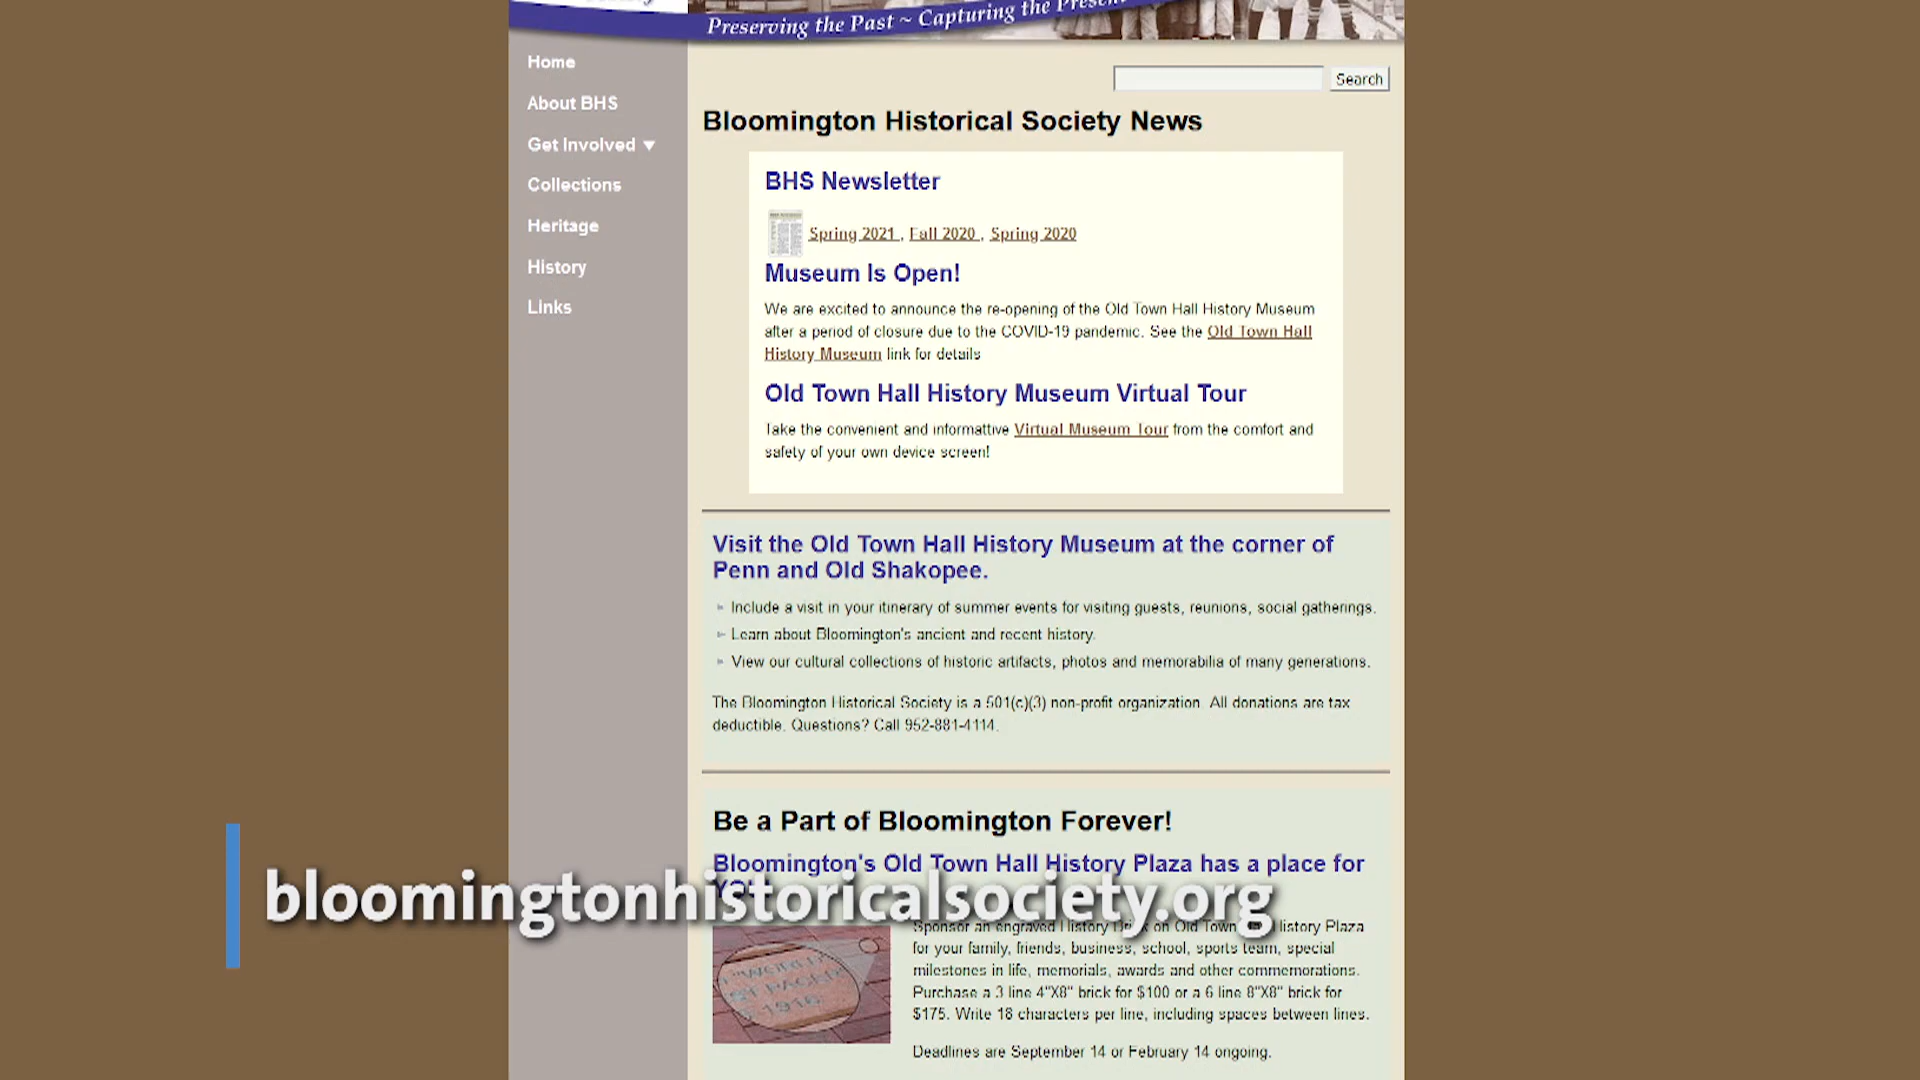 Preserving the Past ~ Capturing the Present
Home
About BHS
Get Involved ▼
Collections
Heritage
History
Links
Search
Bloomington Historical Society News
BHS Newsletter
Spring 2021 , Fall 2020 , Spring 2020
Museum Is Open!
We are excited to announce the re-opening of the Old Town Hall History Museum
after a period of closure due to the COVID-19 pandemic. See the Old Town Hall
History Museum link for details
Old Town Hall History Museum Virtual Tour
Take the convenient and informattive Virtual Museum Tour from the comfort and
safety of your own device screen!
Visit the Old Town Hall History Museum at the corner of
Penn and Old Shakopee.
Include a visit in your itinerary of summer events for visiting guests, reunions, social gatherings.
Learn about Bloomington's ancient and recent history.
View our cultural collections of historic artifacts, photos and memorabilia of many generations.
The Bloomington Historical Society is a 501(c)(3) non-profit organization. All donations are tax
deductible. Questions? Call 952-881-4114.
Be a Part of Bloomington Forever!
Bloomington's Old Town Hall History Plaza has a place for
bloomingtonhistoricalsociety.org
Sponsor an engraved History Brick on Old Town Hall History Plaza
for your family, friends, business, school, sports team, special
milestones in life, memorials, awards and other commemorations.
Purchase a 3 line 4"X8" brick for $100 or a 6 line 8"X8" brick for
$175. Write 18 characters per line, including spaces between lines.
Deadlines are September 14 or February 14 ongoing.